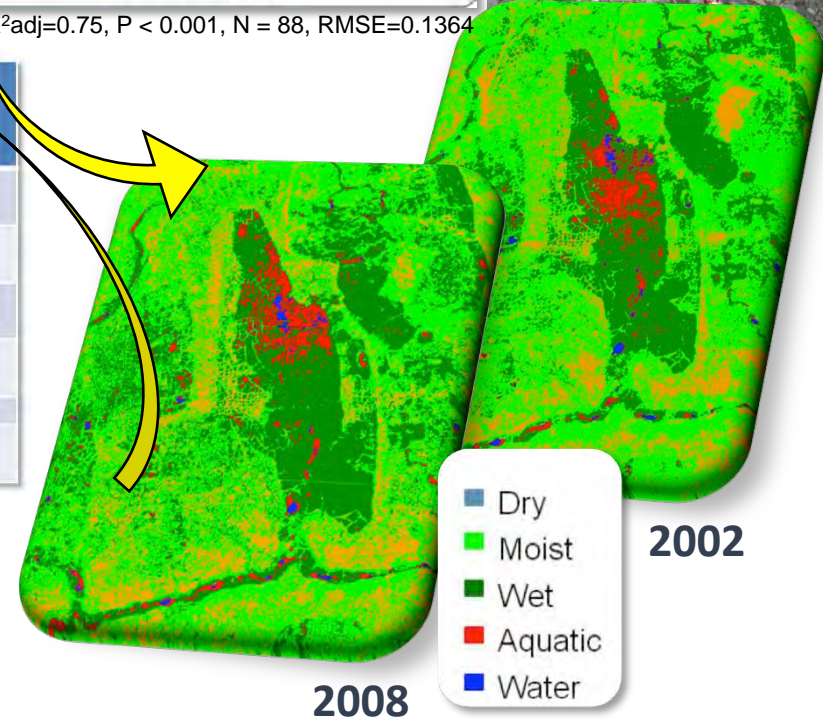 ²adj=0.75, P < 0.001, N = 88, RMSE=0.1364
Dry
Moist
Wet
Aquatic
Water
2002
2008